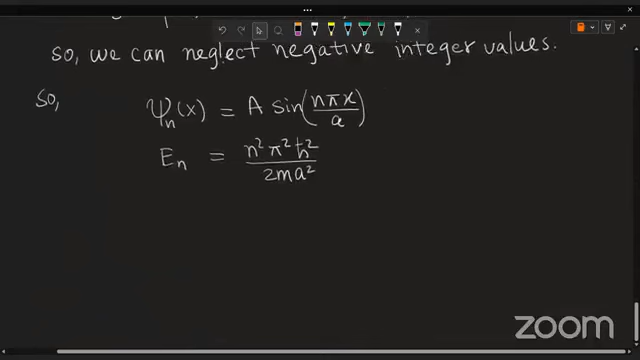 so, we can neglect negative integer values.
so,
ψₙ(x) = A sin(nπx/a)
Eₙ = n²π²ħ²/2ma²
zoom